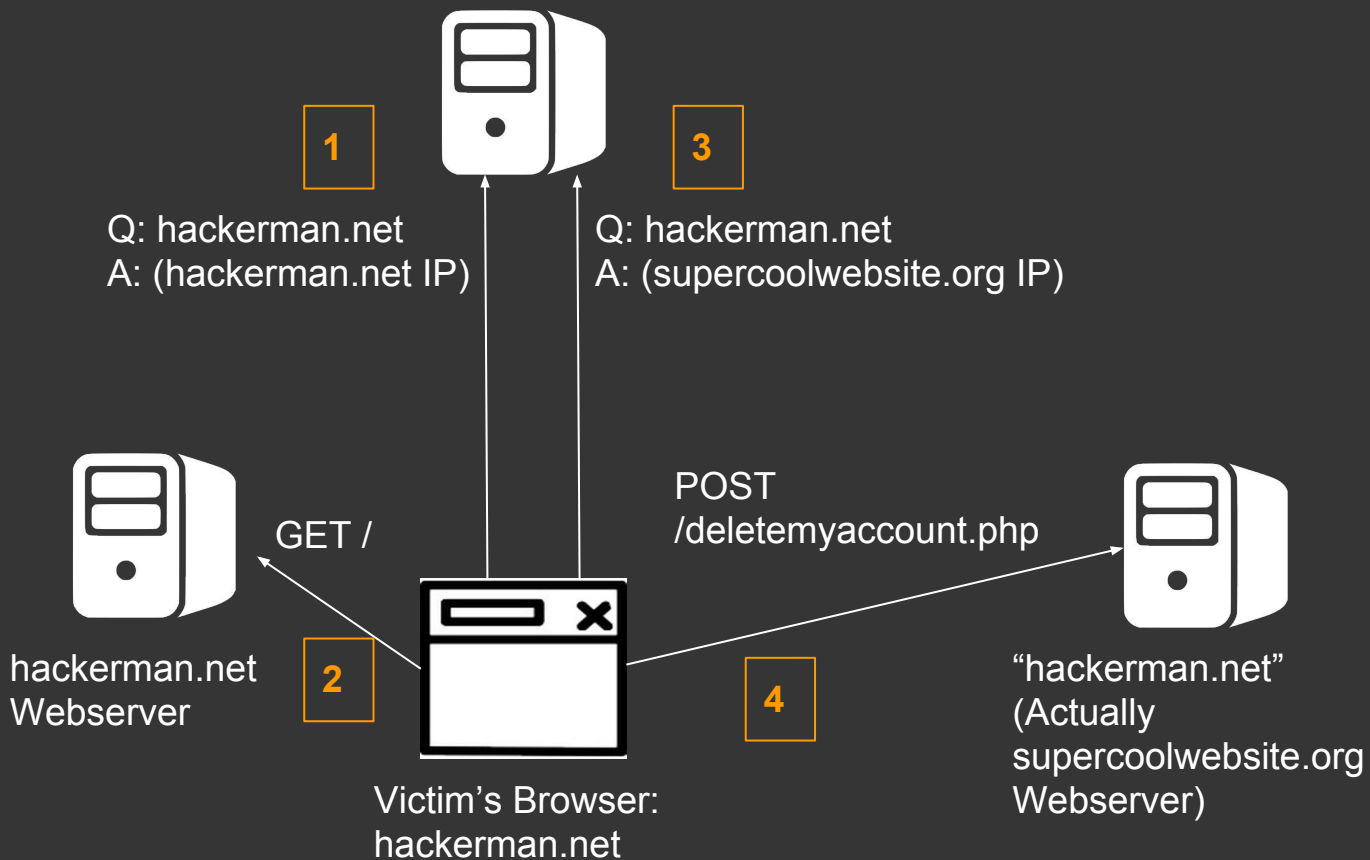 1
Q: hackerman.net
A: (hackerman.net IP)
3
Q: hackerman.net
A: (supercoolwebsite.org IP)
GET /
2
hackerman.net
Webserver
POST
/deletemyaccount.php
4
“hackerman.net”
(Actually
supercoolwebsite.org
Webserver)
Victim’s Browser:
hackerman.net